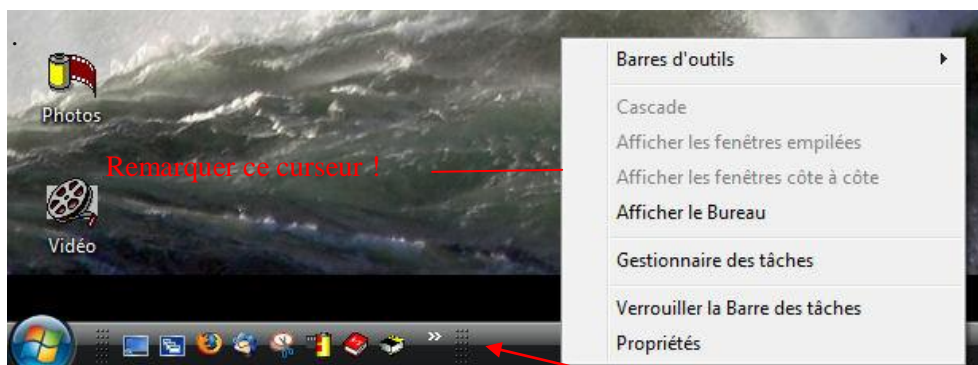 Photos
Remarquer ce curseur !
Vidéo
Barres d'outils
Cascade
Afficher les fenêtres empilées
Afficher les fenêtres côte à côte
Afficher le Bureau
Gestionnaire des tâches
Verrouiller la Barre des tâches
Propriétés
»